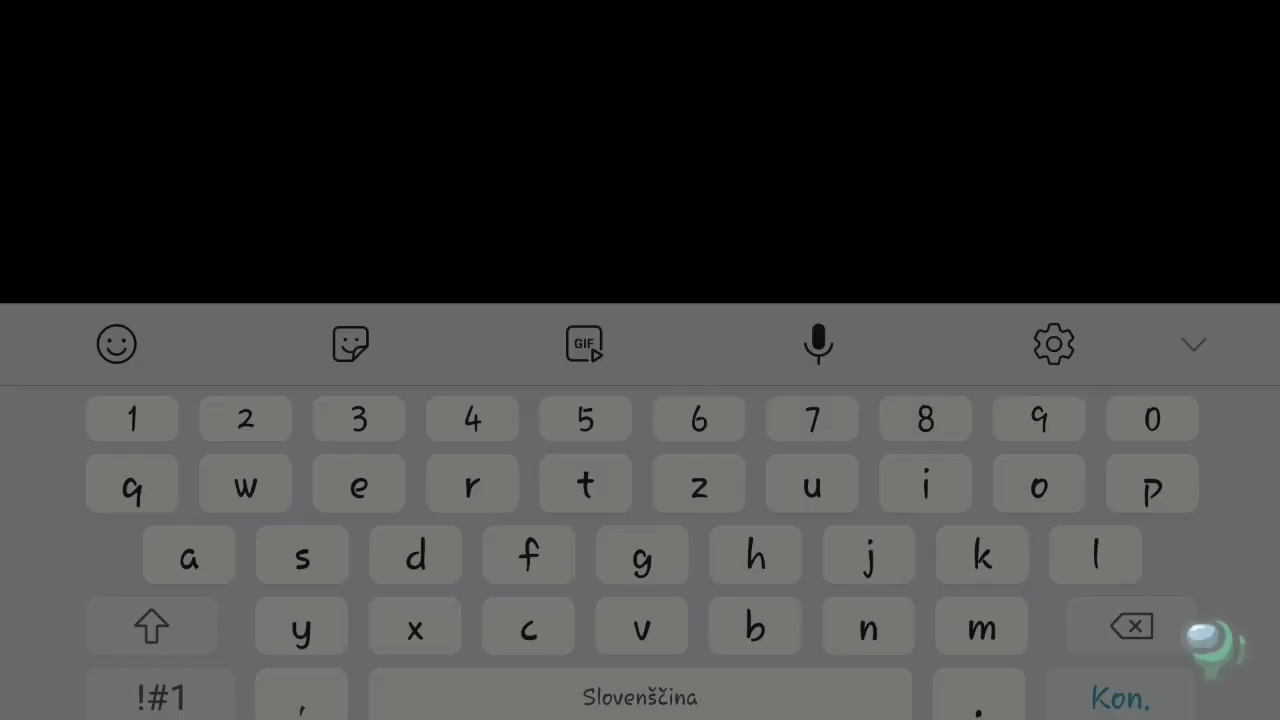 GIF
1 2 3 4 5 6 7 8 9 0
q w e r t z u i o p
a s d f g h j k l
y x c v b n m
!#1 , Slovenščina . Kon.